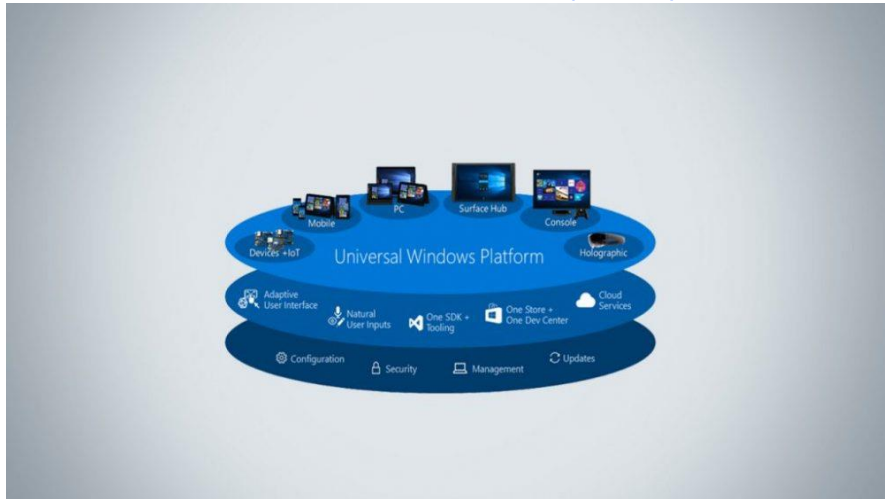 PC
Surface Hub
Mobile
Console
Devices +IoT
Universal Windows Platform
Holographic
Adaptive
User Interface
Natural
User Inputs
One SDK +
Tooling
One Store +
One Dev Center
Cloud
Services
Configuration
Security
Management
Updates